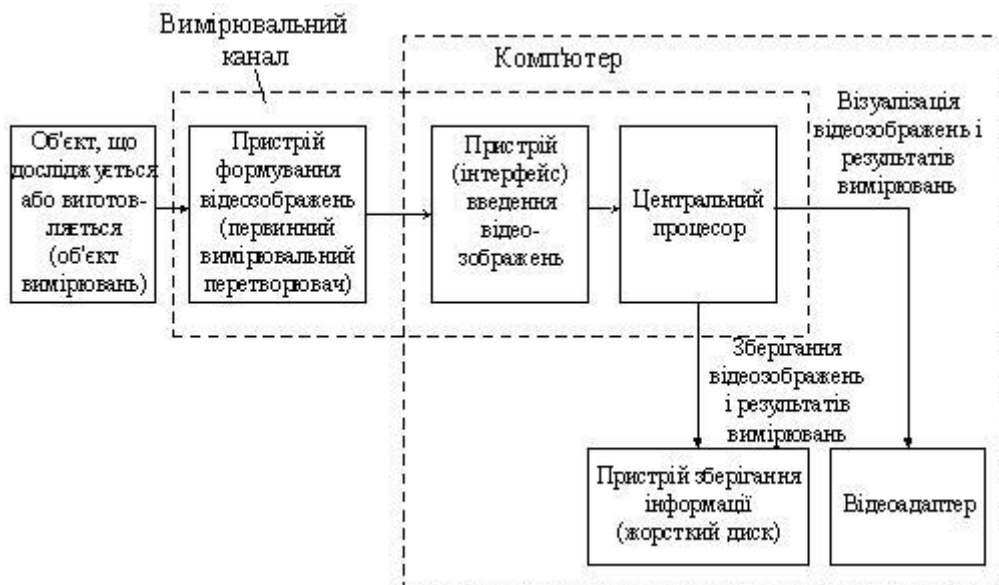 Вимірювальний
канал
Комп'ютер
Візуалізація
відеозображень і
результатів
вимірювань
Об'єкт, що
досліджується
або виготов-
ляється
(об'єкт
вимірювань)
Пристрій
формування
відеозображень
(первинний
вимірювальний
перетворювач)
Пристрій
(інтерфейс)
введення
відео-
зображень
Центральний
процесор
Зберігання
відеозображень
і результатів
вимірювань
Пристрій зберігання
інформації
(жорсткий диск)
Відеоадаптер